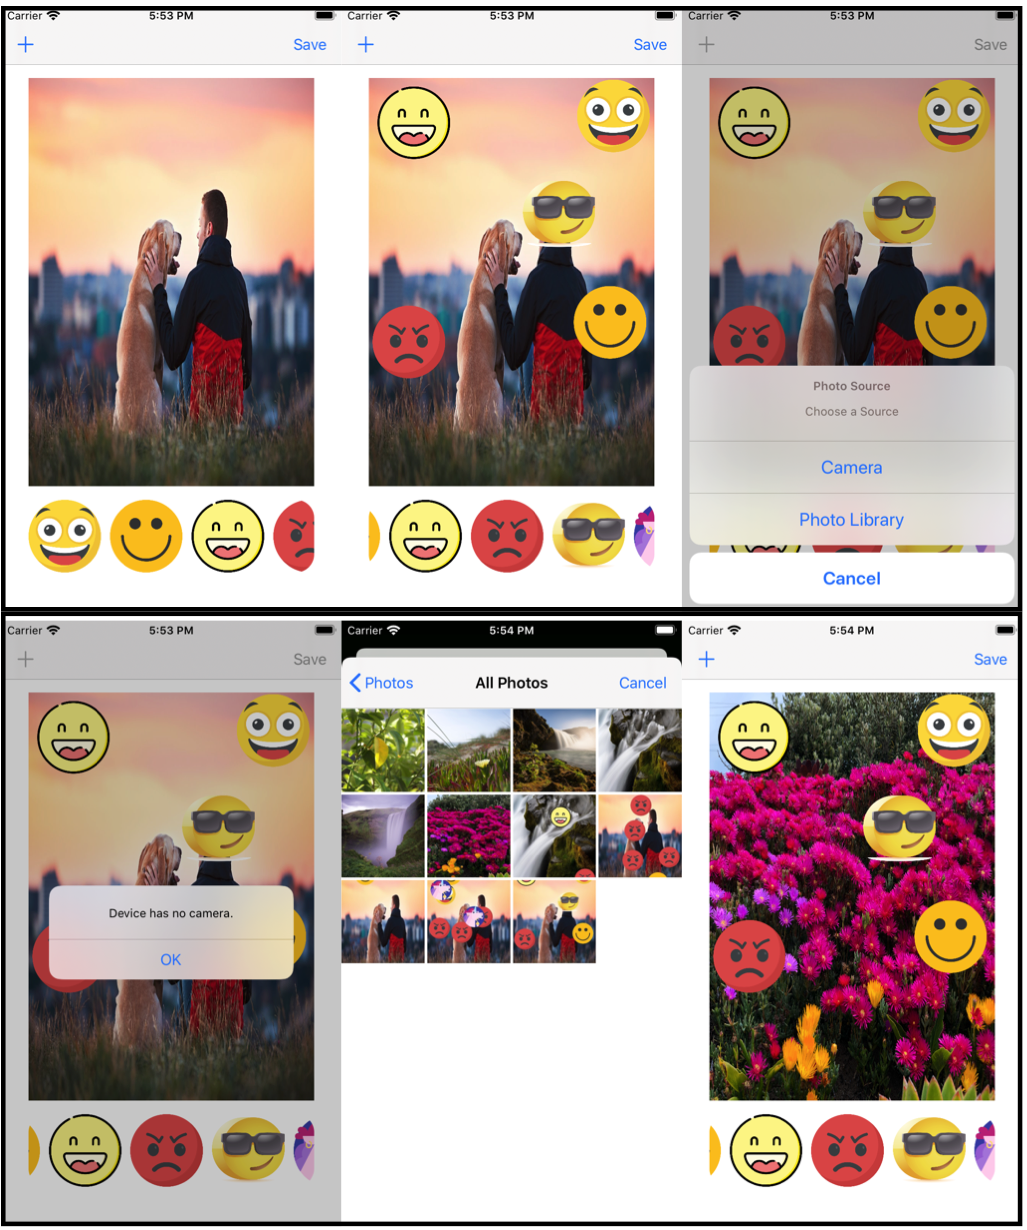 Carrier 5:53 PM
+ Save
Carrier 5:53 PM
+ Save
Carrier 5:53 PM
+ Save
Photo Source
Choose a Source
Camera
Photo Library
Cancel
Carrier 5:53 PM
+ Save
Device has no camera.
OK
Carrier 5:54 PM
Photos All Photos Cancel
Carrier 5:54 PM
+ Save